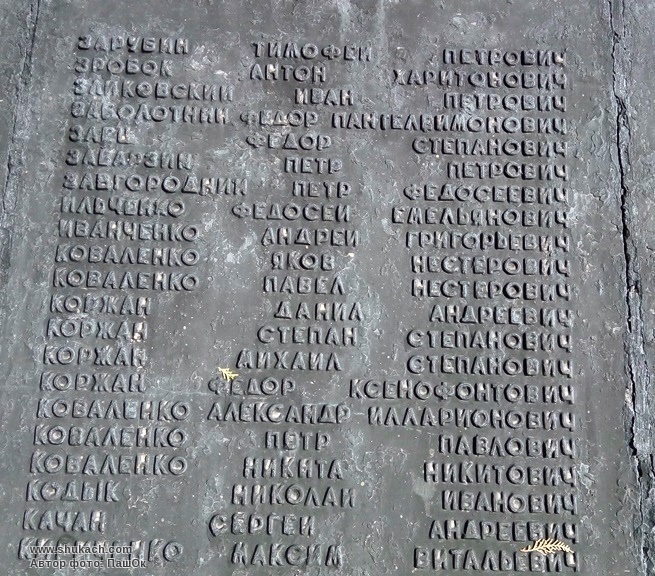 ЗАРУБИН ТИМОФЕЙ ПЕТРОВИЧ
ЗРОБОК АНТОН ХАРИТОНОВИЧ
ЗДИКОВСКИЙ ИВАН ПЕТРОВИЧ
ЗАБОЛОТНИЙ ФЕДОР ПАНТЕЛЯИМОНОВИЧ
ЗАРЦ ФЕДОР СТЕПАНОВИЧ
ЗАВАРЗИН ПЕТР ПЕТРОВИЧ
ЗАВГОРОДНИЙ ПЕТР ФЕДОСЕЕВИЧ
ИЛЬЧЕНКО ФЕДОСЕЙ ЕМЕЛЬЯНОВИЧ
ИВАНЧЕНКО АНДРЕЙ ГРИГОРЬЕВИЧ
КОВАЛЕНКО ЯКОВ НЕСТЕРОВИЧ
КОВАЛЕНКО ПАВЕЛ НЕСТЕРОВИЧ
КОРЖАН ДАНИЛ АНДРЕЕВИЧ
КОРЖАН СТЕПАН СТЕПАНОВИЧ
КОРЖАН МИХАИЛ СТЕПАНОВИЧ
КОРЖАН ФЕДОР КСЕНОФОНТОВИЧ
КОВАЛЕНКО АЛЕКСАНДР ИЛЛАРИОНОВИЧ
КОВАЛЕНКО ПЕТР ПАВЛОВИЧ
КОВАЛЕНКО НИКИТА НИКИТОВИЧ
КОДЫК НИКОЛАЙ ИВАНОВИЧ
КАЧАН СЕРГЕЙ АНДРЕЕВИЧ
МАКСИМ ВИТАЛЬЕВИЧ
www.shukach.com
Автор фото: ПашОк